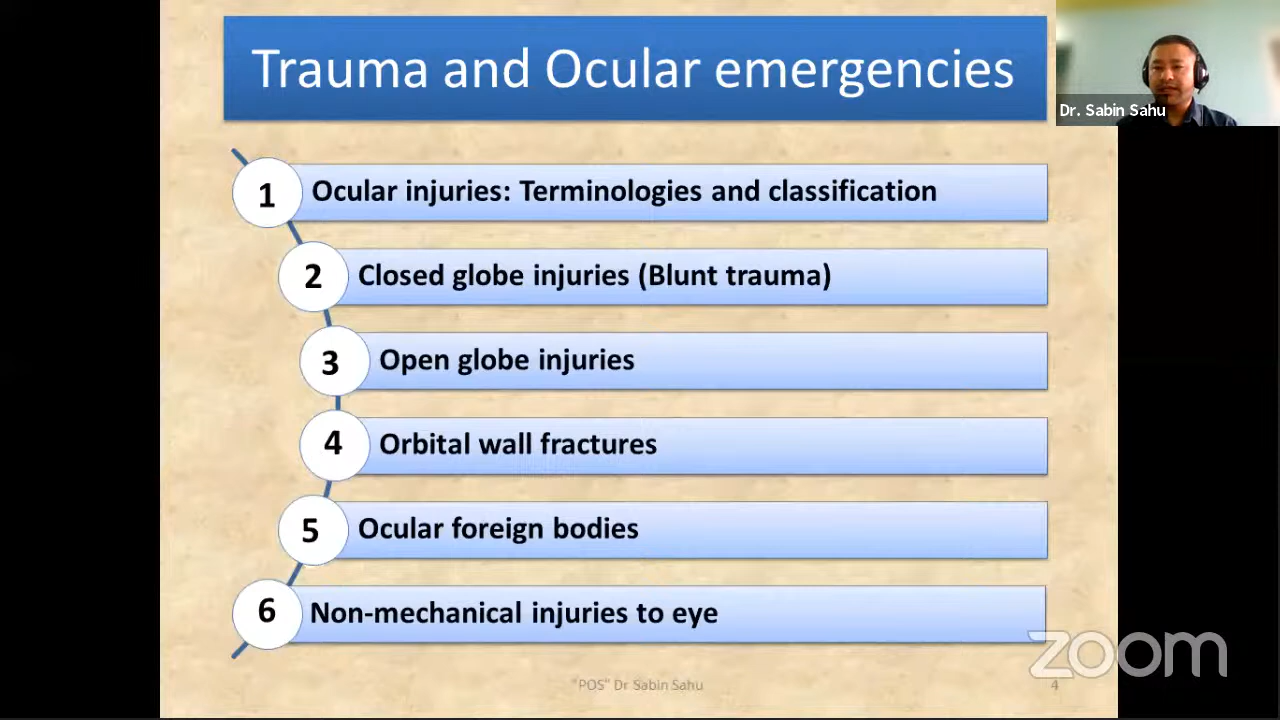 Trauma and Ocular emergencies
Dr. Sabin Sahu
1 Ocular injuries: Terminologies and classification
2 Closed globe injuries (Blunt trauma)
3 Open globe injuries
4 Orbital wall fractures
5 Ocular foreign bodies
6 Non-mechanical injuries to eye
zoom
"POS" Dr Sabin Sahu 4